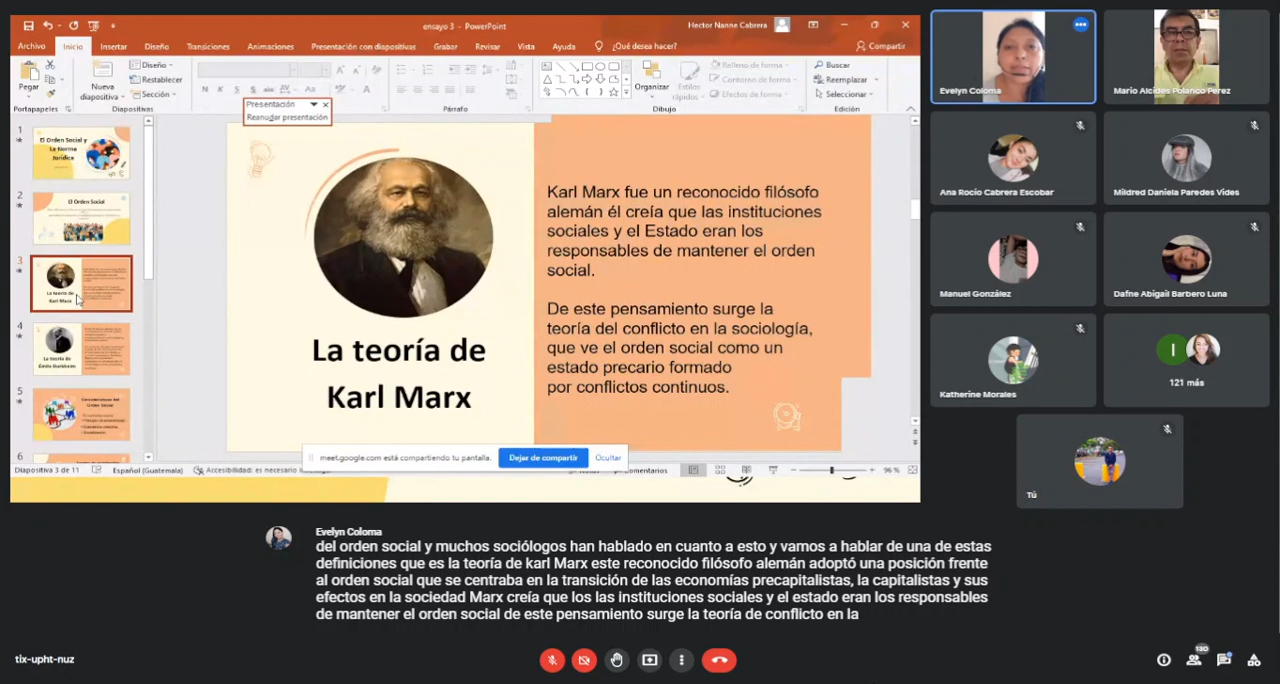 ensayo 3 - PowerPoint
Hector Nanne Cabrera
Archivo
Inicio
Insertar
Diseño
Transiciones
Animaciones
Presentación con diapositivas
Grabar
Revisar
Vista
Ayuda
¿Qué desea hacer?
Compartir
Pegar
Portapapeles
Nueva
diapositiva
Diseño
Restablecer
Sección
Diapositivas
Párrafo
Organizar
Estilos
rápidos
Relleno de forma
Contorno de forma
Efectos de forma
Dibujo
Buscar
Reemplazar
Seleccionar
Edición
Presentación
Reanudar presentación
1
El Orden Social y
La Norma
Jurídica
2
El Orden Social
3
La teoría de
Karl Marx
4
La teoría de
Émile Durkheim
5
Características del
Orden Social
6
La teoría de
Karl Marx
Karl Marx fue un reconocido filósofo
alemán él creía que las instituciones
sociales y el Estado eran los
responsables de mantener el orden
social.
De este pensamiento surge la
teoría del conflicto en la sociología,
que ve el orden social como un
estado precario formado
por conflictos continuos.
meet.google.com está compartiendo tu pantalla.
Dejar de compartir
Ocultar
Diapositiva 3 de 11
Español (Guatemala)
Accesibilidad: es necesario
Comentarios
96 %
Evelyn Coloma
Mario Alcides Polanco Perez
Ana Rocío Cabrera Escobar
Mildred Daniela Paredes Vides
Manuel González
Dafne Abigail Barbero Luna
Katherine Morales
I
121 más
Tú
Evelyn Coloma
del orden social y muchos sociólogos han hablado en cuanto a esto y vamos a hablar de una de estas
definiciones que es la teoría de karl Marx este reconocido filósofo alemán adoptó una posición frente
al orden social que se centraba en la transición de las economías precapitalistas, la capitalistas y sus
efectos en la sociedad Marx creía que los las instituciones sociales y el estado eran los responsables
de mantener el orden social de este pensamiento surge la teoría de conflicto en la
tix-upht-nuz
130